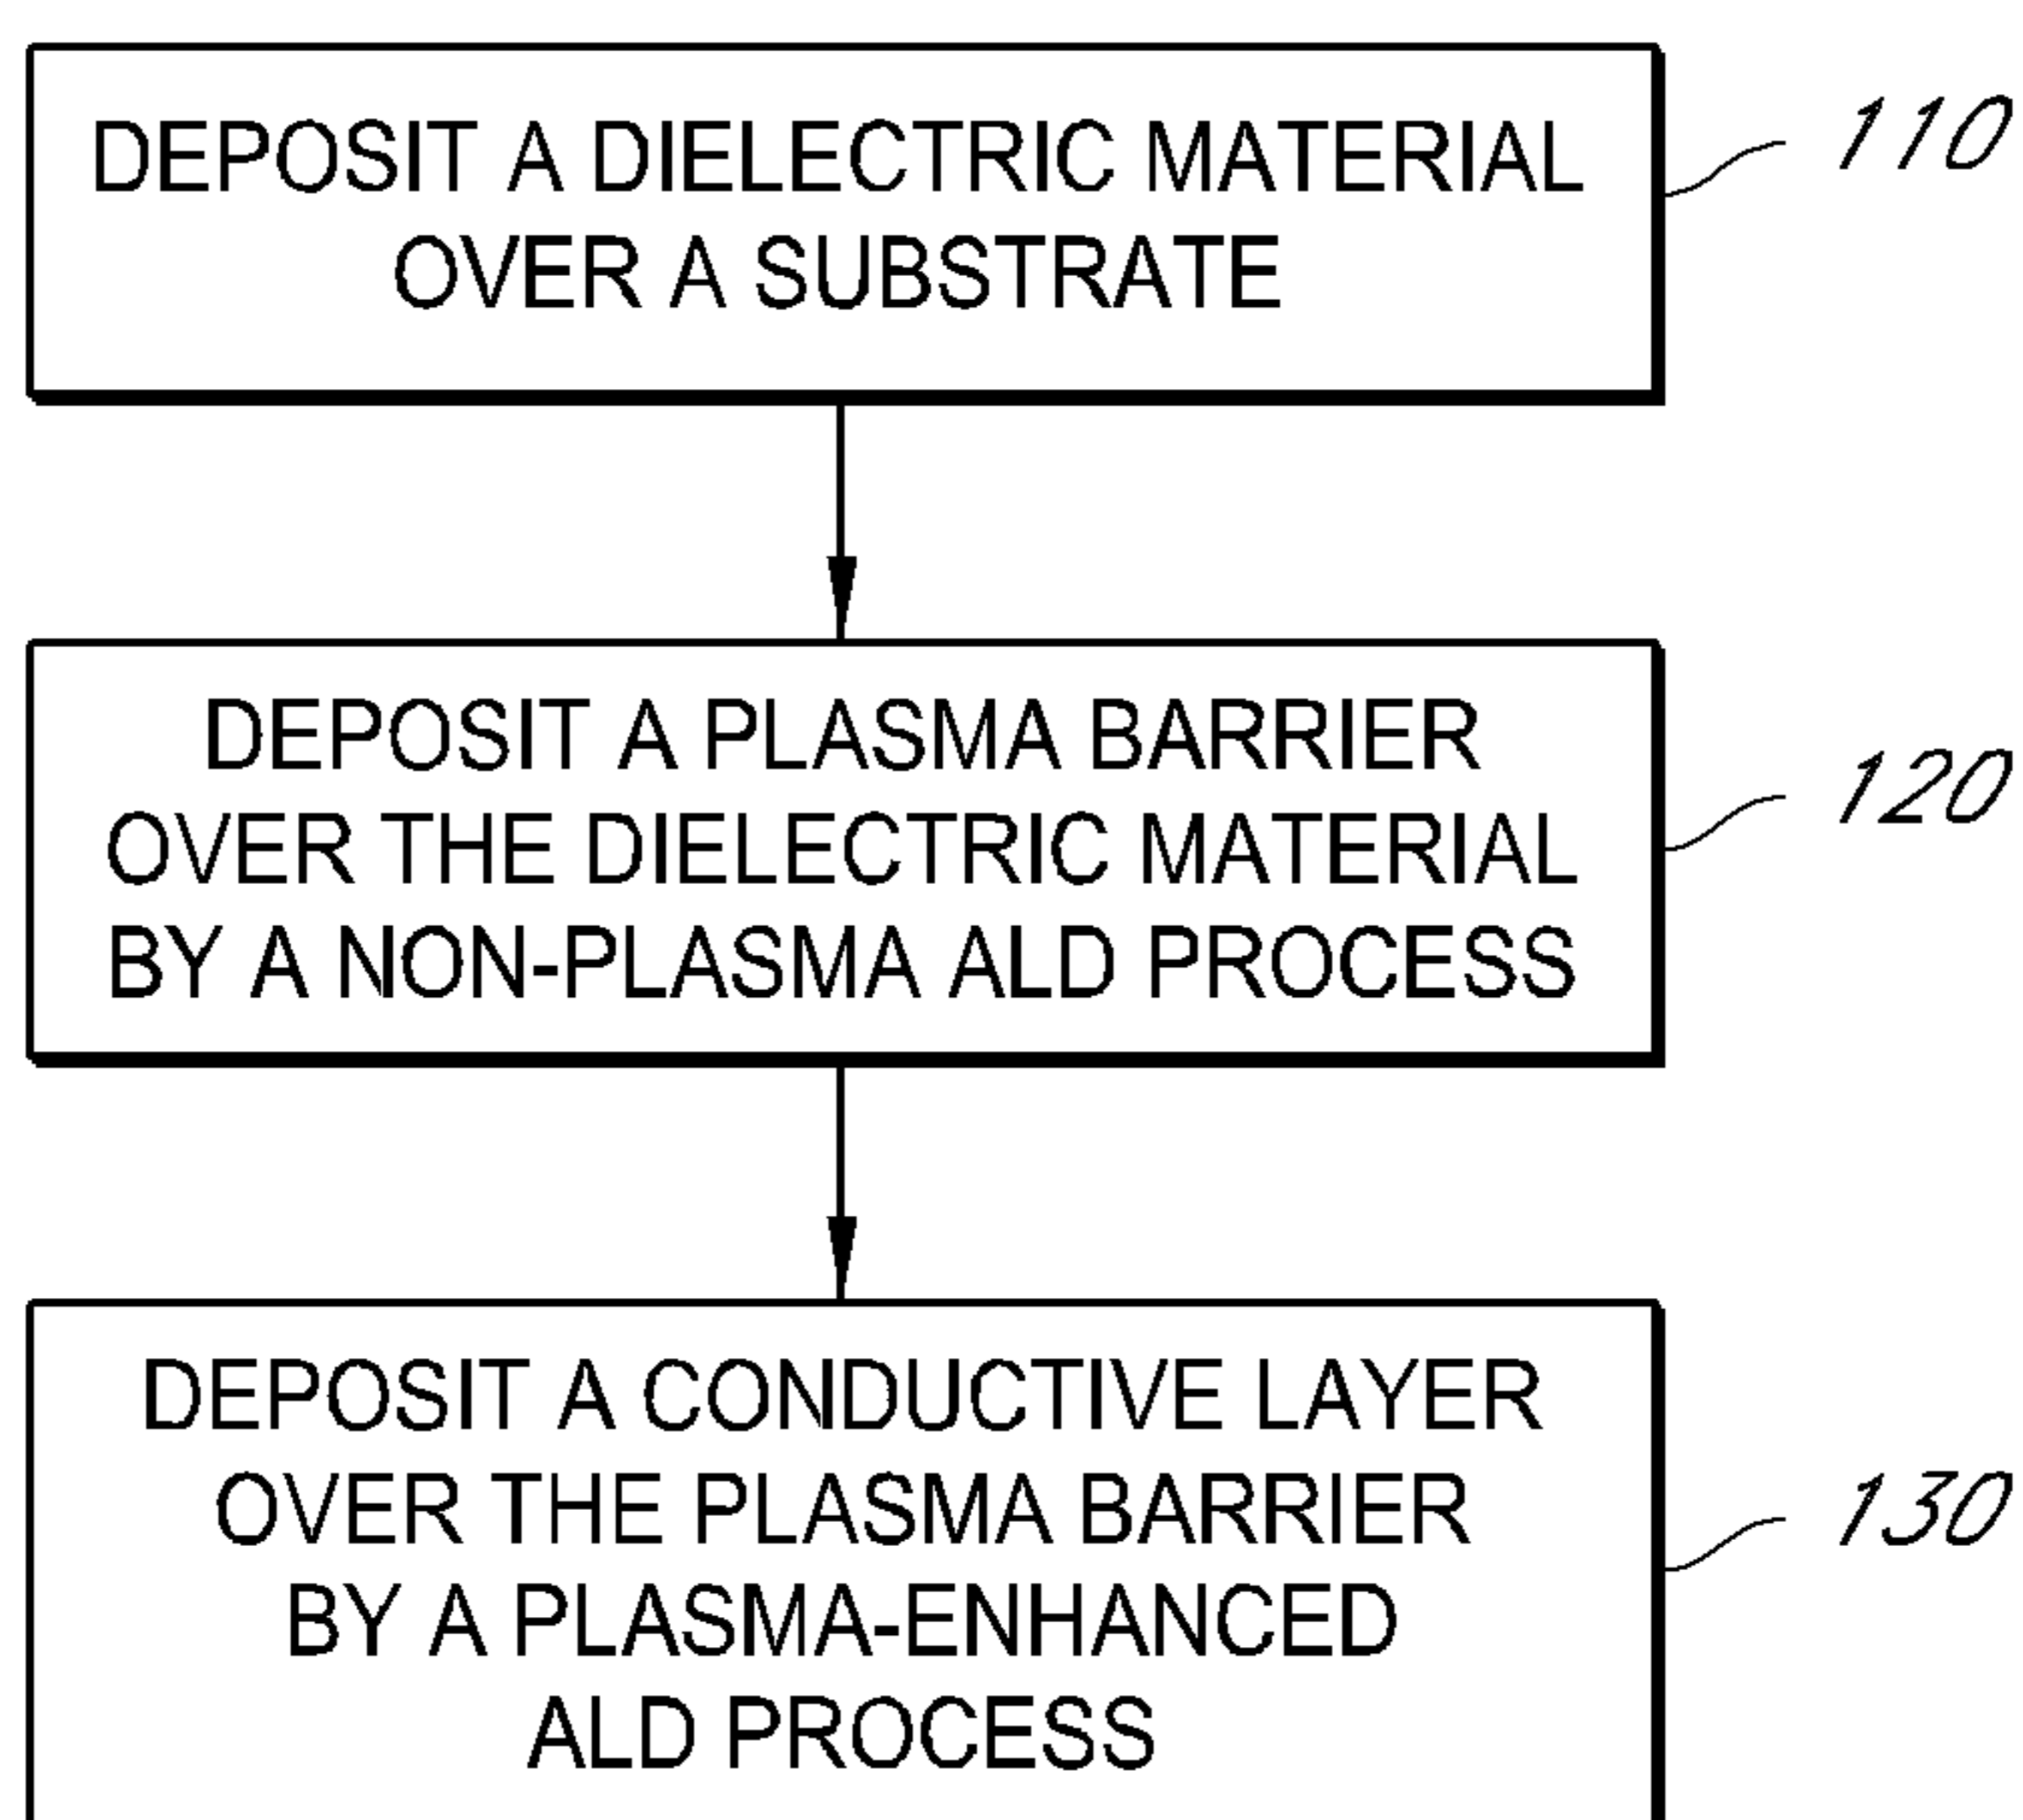 DEPOSIT A DIELECTRIC MATERIAL
OVER A SUBSTRATE
110
DEPOSIT A PLASMA BARRIER
OVER THE DIELECTRIC MATERIAL
BY A NON-PLASMA ALD PROCESS
120
DEPOSIT A CONDUCTIVE LAYER
OVER THE PLASMA BARRIER
BY A PLASMA-ENHANCED
ALD PROCESS
130